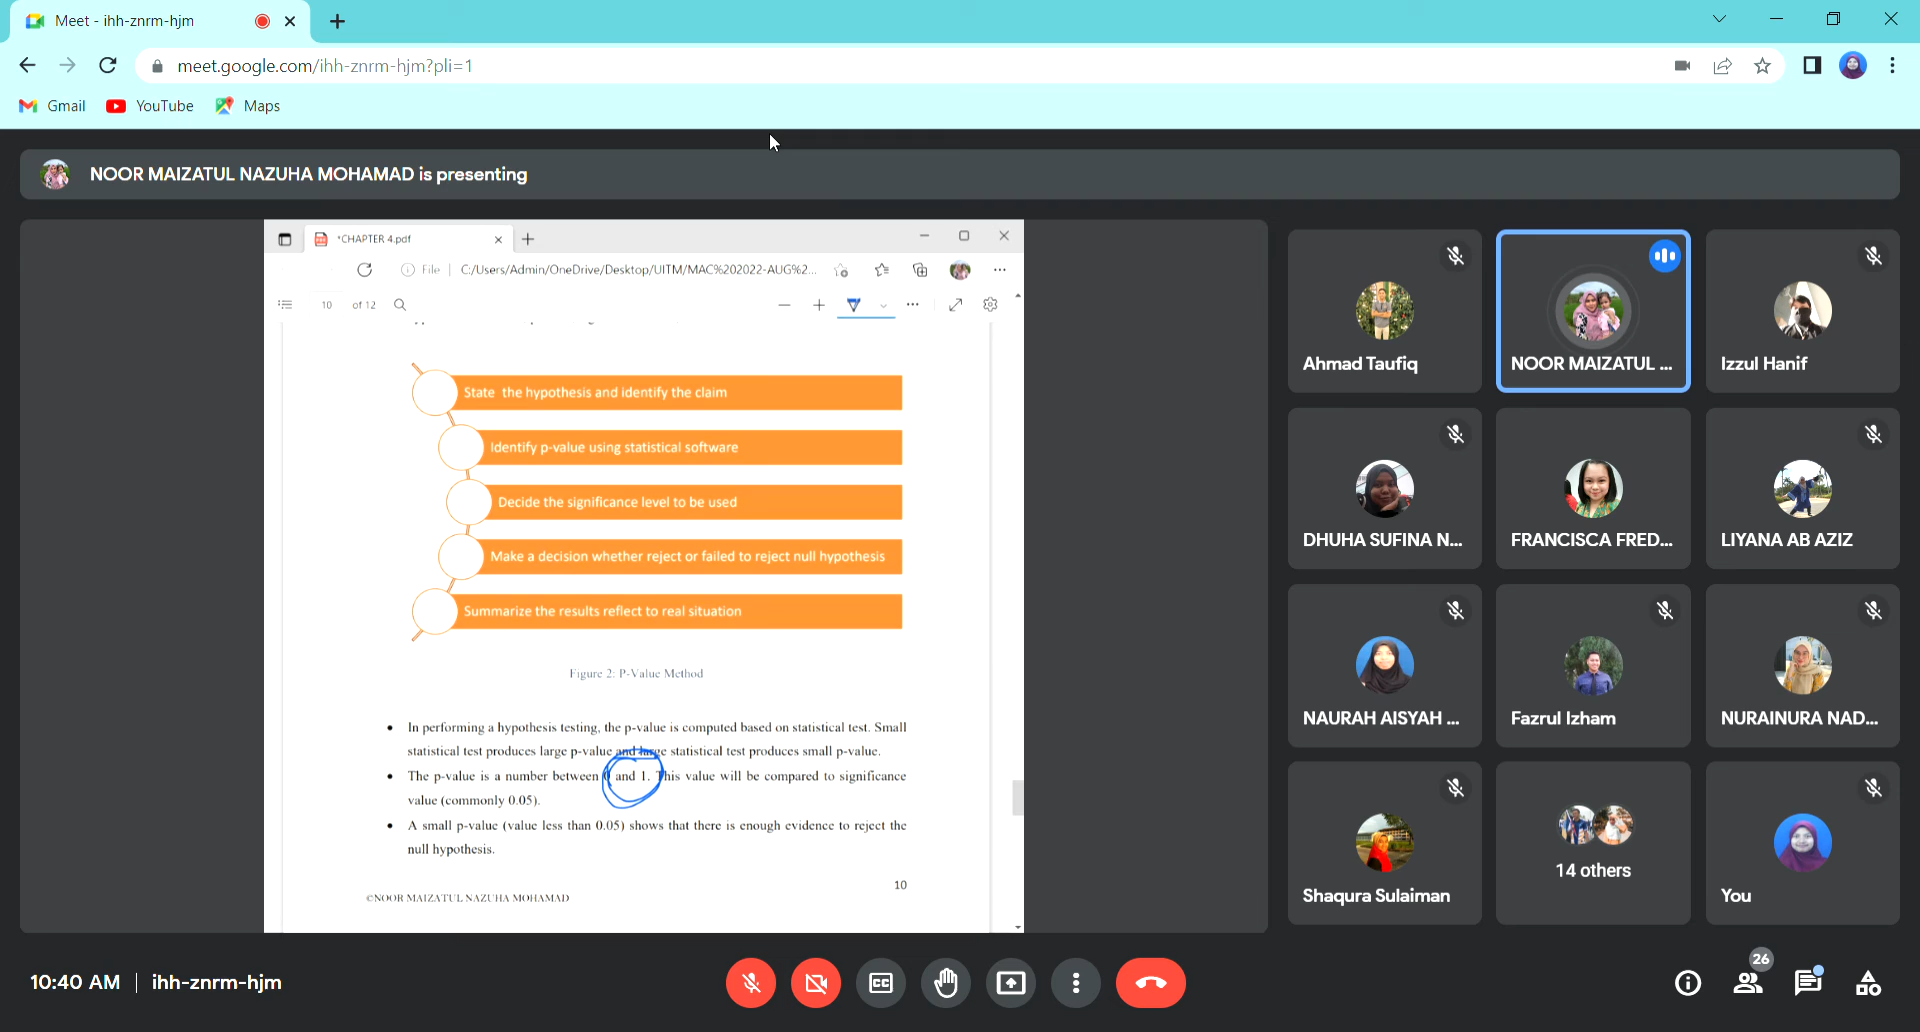 Meet - ihh-znrm-hjm
meet.google.com/ihh-znrm-hjm?pli=1
Gmail YouTube Maps
NOOR MAIZATUL NAZUHA MOHAMAD is presenting
*CHAPTER 4.pdf
File C:/Users/Admin/OneDrive/Desktop/UITM/MAC%202022-AUG%2...
10 of 12
State the hypothesis and identify the claim
Identify p-value using statistical software
Decide the significance level to be used
Make a decision whether reject or failed to reject null hypothesis
Summarize the results reflect to real situation
Figure 2: P-Value Method
• In performing a hypothesis testing, the p-value is computed based on statistical test. Small
statistical test produces large p-value and large statistical test produces small p-value.
• The p-value is a number between 0 and 1. This value will be compared to significance
value (commonly 0.05).
• A small p-value (value less than 0.05) shows that there is enough evidence to reject the
null hypothesis.
10
©NOOR MAIZATUL NAZUHA MOHAMAD
Ahmad Taufiq
NOOR MAIZATUL ...
Izzul Hanif
DHUHA SUFINA N...
FRANCISCA FRED...
LIYANA AB AZIZ
NAURAH AISYAH ...
Fazrul Izham
NURAINURA NAD...
Shaqura Sulaiman
14 others
You
10:40 AM | ihh-znrm-hjm
CC
26